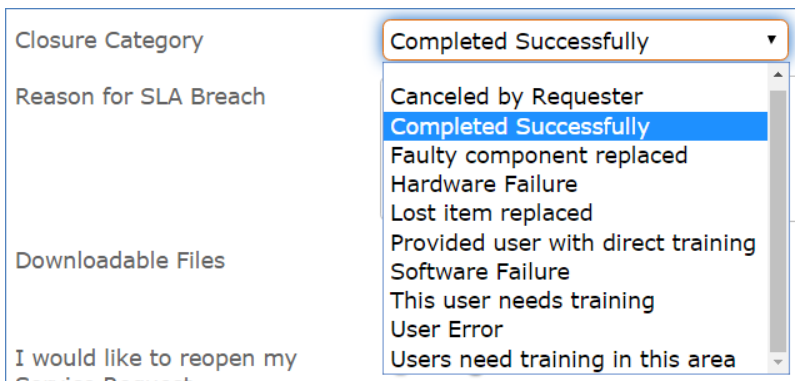 Closure Category
Completed Successfully
Reason for SLA Breach
Canceled by Requester
Completed Successfully
Faulty component replaced
Hardware Failure
Lost item replaced
Provided user with direct training
Downloadable Files
Software Failure
This user needs training
User Error
I would like to reopen my
Users need training in this area
Service Request